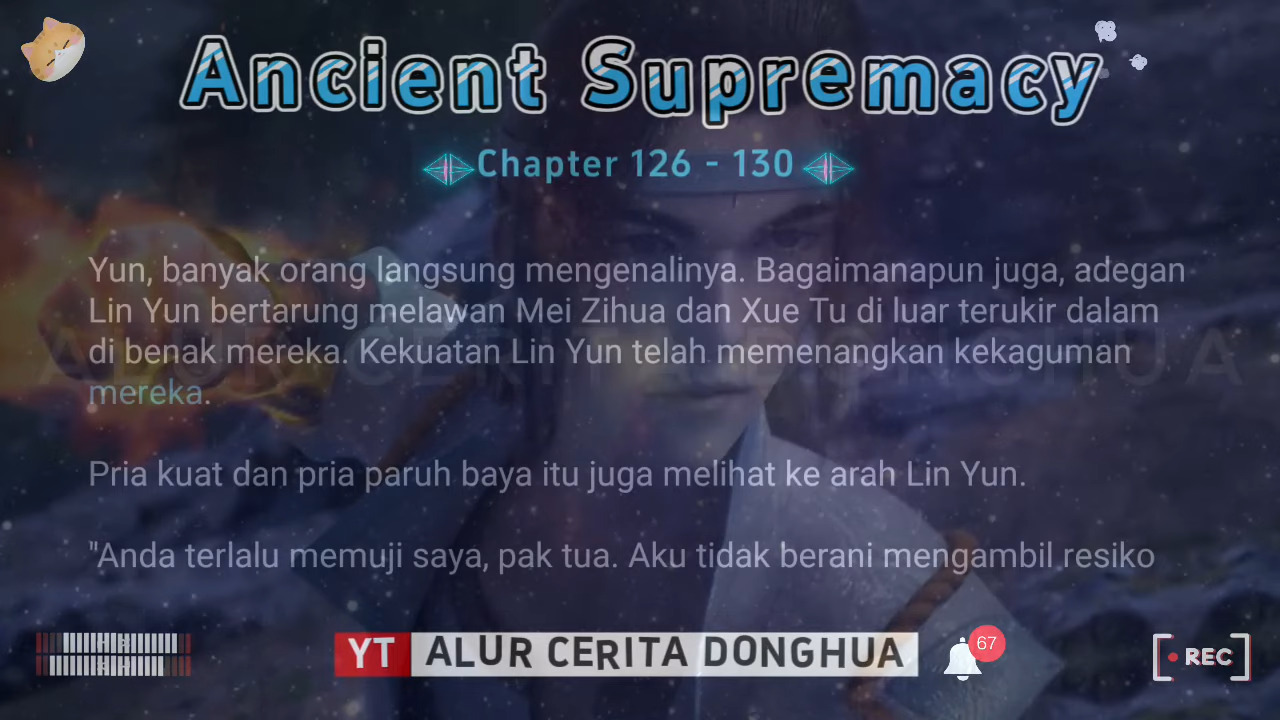 Ancient Supremacy
Chapter 126 - 130
Yun, banyak orang langsung mengenalinya. Bagaimanapun juga, adegan
Lin Yun bertarung melawan Mei Zihua dan Xue Tu di luar terukir dalam
di benak mereka. Kekuatan Lin Yun telah memenangkan kekaguman
mereka.
Pria kuat dan pria paruh baya itu juga melihat ke arah Lin Yun.
"Anda terlalu memuji saya, pak tua. Aku tidak berani mengambil resiko
YT ALUR CERITA DONGHUA
67
REC